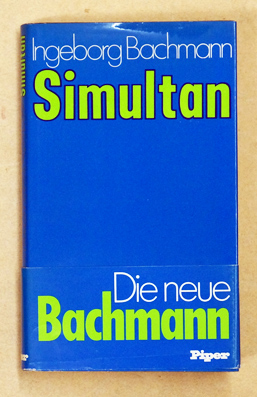 Ingeborg Bachmann
Simultan
Simultan
Die neue
Bachmann
Piper